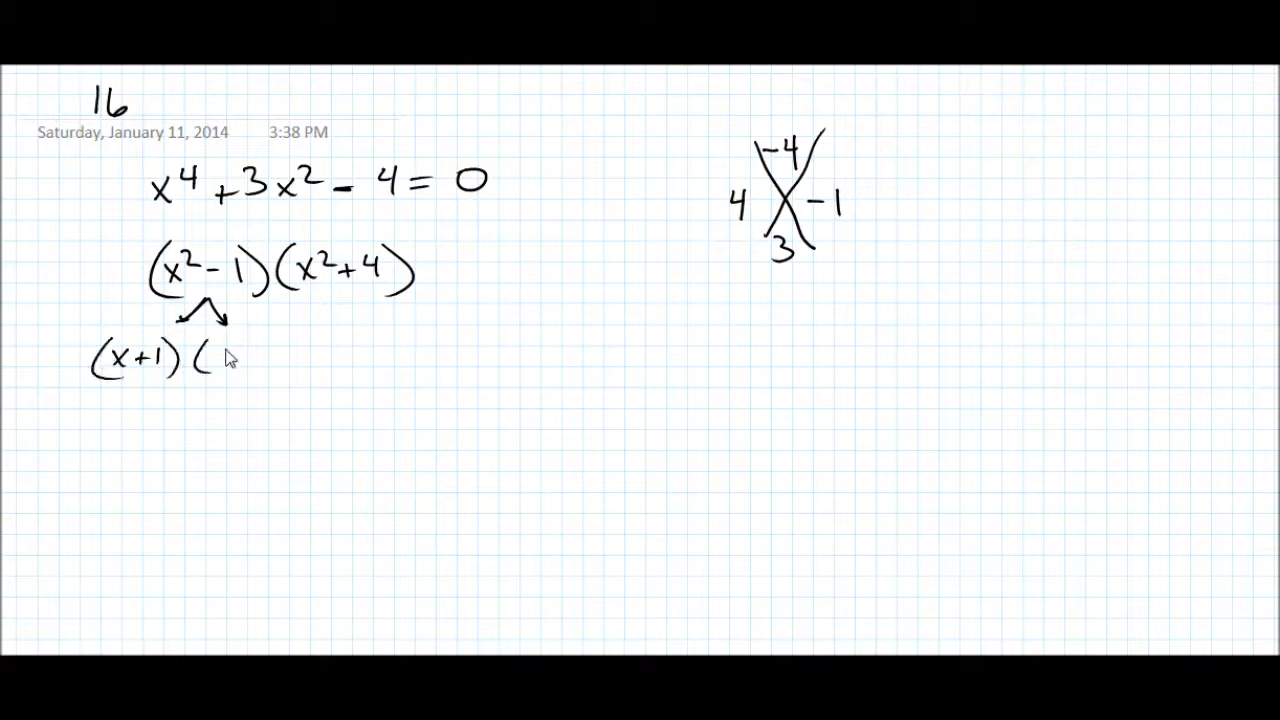 16
Saturday, January 11, 2014 3:38 PM
x⁴ + 3x² - 4 = 0
(x² - 1)(x² + 4)
(x + 1)(
-4
4 -1
3